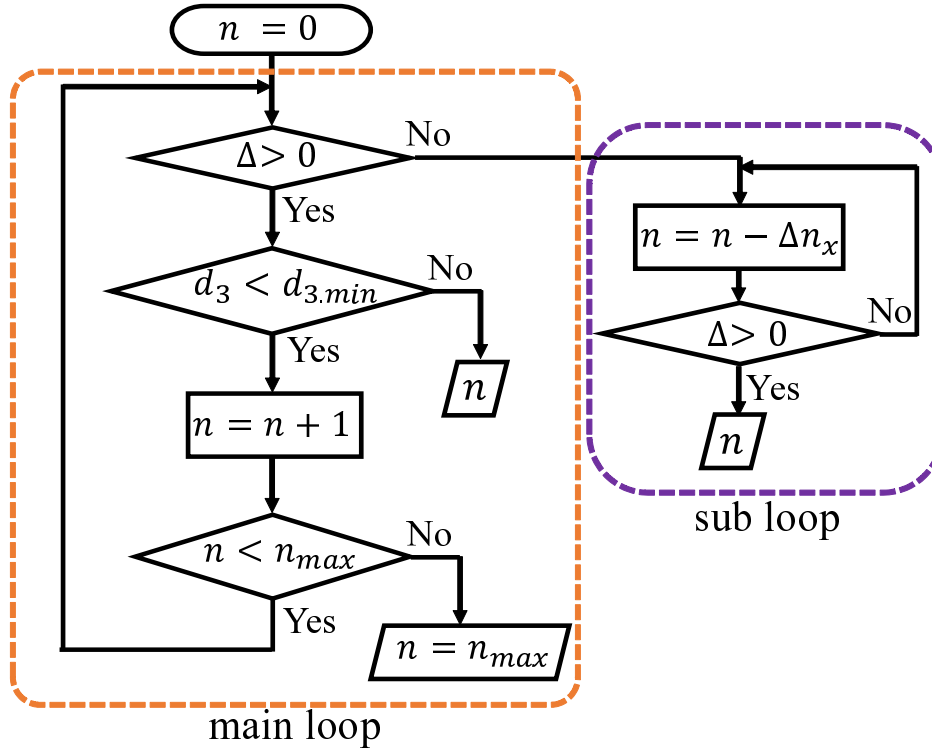 n = 0
Δ > 0
No
Yes
d₃ < d₃.min
No
Yes
n
n = n + 1
n < nmax
No
Yes
n = nmax
main loop
n = n − Δnₓ
Δ > 0
No
Yes
n
sub loop